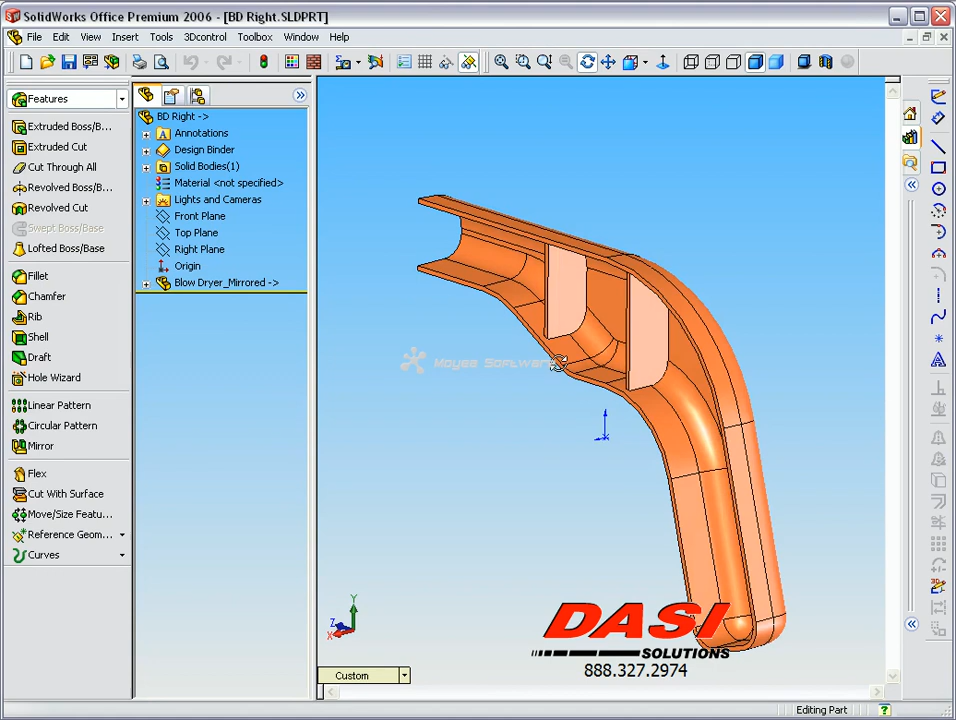 SolidWorks Office Premium 2006 - [BD Right.SLDPRT]
File Edit View Insert Tools 3Dcontrol Toolbox Window Help
Features
Extruded Boss/B...
Extruded Cut
Cut Through All
Revolved Boss/B...
Revolved Cut
Swept Boss/Base
Lofted Boss/Base
Fillet
Chamfer
Rib
Shell
Draft
Hole Wizard
Linear Pattern
Circular Pattern
Mirror
Flex
Cut With Surface
Move/Size Featu...
Reference Geom...
Curves
BD Right ->
Annotations
Design Binder
Solid Bodies(1)
Material <not specified>
Lights and Cameras
Front Plane
Top Plane
Right Plane
Origin
Blow Dryer_Mirrored ->
Moyea Software
Y
Z
X
DASI
SOLUTIONS
888.327.2974
Custom
Editing Part